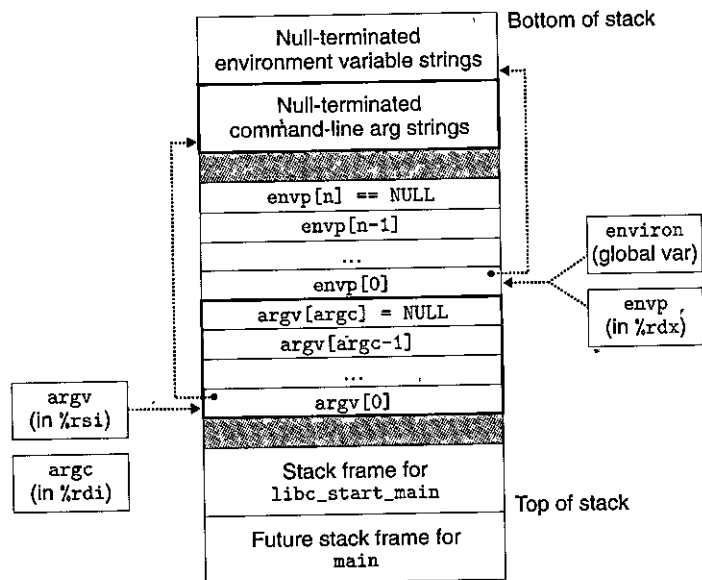 Bottom of stack
Null-terminated
environment variable strings
Null-terminated
command-line arg strings
envp[n] == NULL
envp[n-1]
...
envp[0]
environ
(global var)
envp
(in %rdx)
argv[argc] = NULL
argv[argc-1]
...
argv[0]
argv
(in %rsi)
argc
(in %rdi)
Stack frame for
libc_start_main
Top of stack
Future stack frame for
main